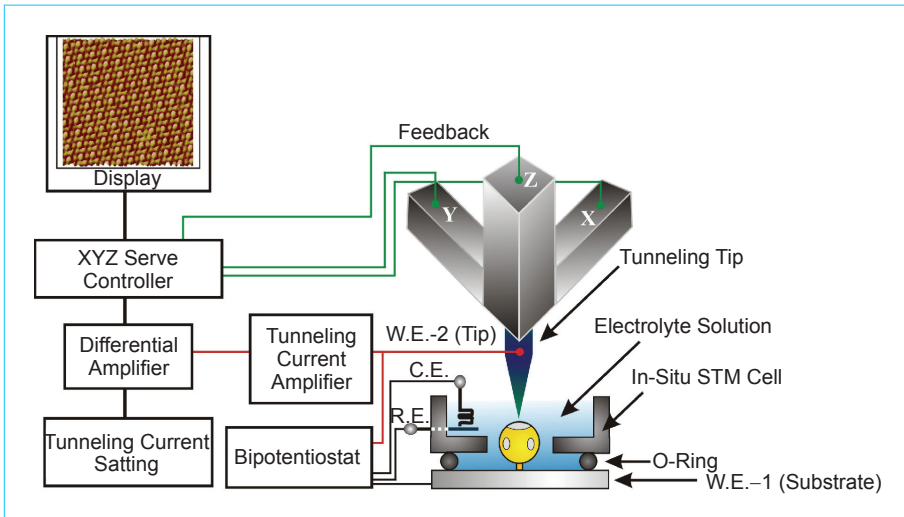 Display
Feedback
Z
Y
X
XYZ Serve
Controller
Tunneling Tip
Differential
Amplifier
Tunneling
Current
Amplifier
W.E.-2 (Tip)
Electrolyte Solution
C.E.
In-Situ STM Cell
R.E.
Tunneling Current
Satting
Bipotentiostat
O-Ring
W.E.–1 (Substrate)